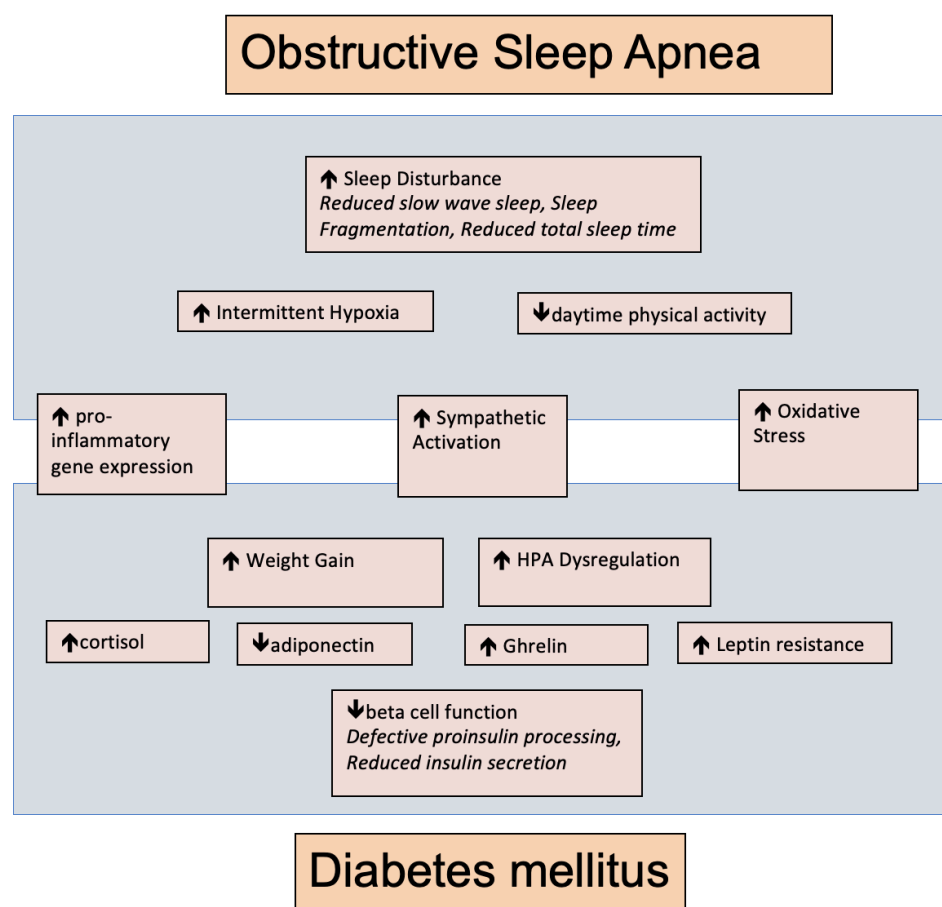 Obstructive Sleep Apnea
🡹 Sleep Disturbance
Reduced slow wave sleep, Sleep
Fragmentation, Reduced total sleep time
🡹 Intermittent Hypoxia
🡻daytime physical activity
🡹 pro-
inflammatory
gene expression
🡹 Sympathetic
Activation
🡹 Oxidative
Stress
🡹 Weight Gain
🡹 HPA Dysregulation
🡹cortisol
🡻adiponectin
🡹 Ghrelin
🡹 Leptin resistance
🡻beta cell function
Defective proinsulin processing,
Reduced insulin secretion
Diabetes mellitus